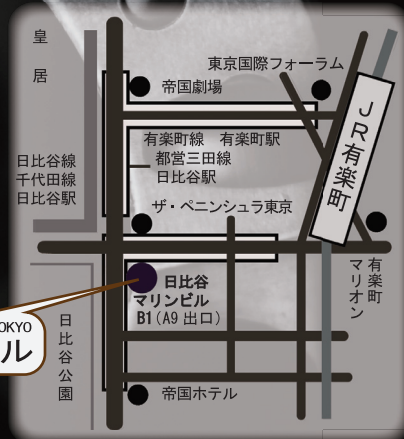 皇居
東京国際フォーラム
帝国劇場
JR有楽町
有楽町線 有楽町駅
都営三田線
日比谷駅
日比谷線
千代田線
日比谷駅
ザ・ペニンシュラ東京
有楽町
マリオン
日比谷
マリンビル
B1(A9 出口)
OKYO
ル
日比谷公園
帝国ホテル